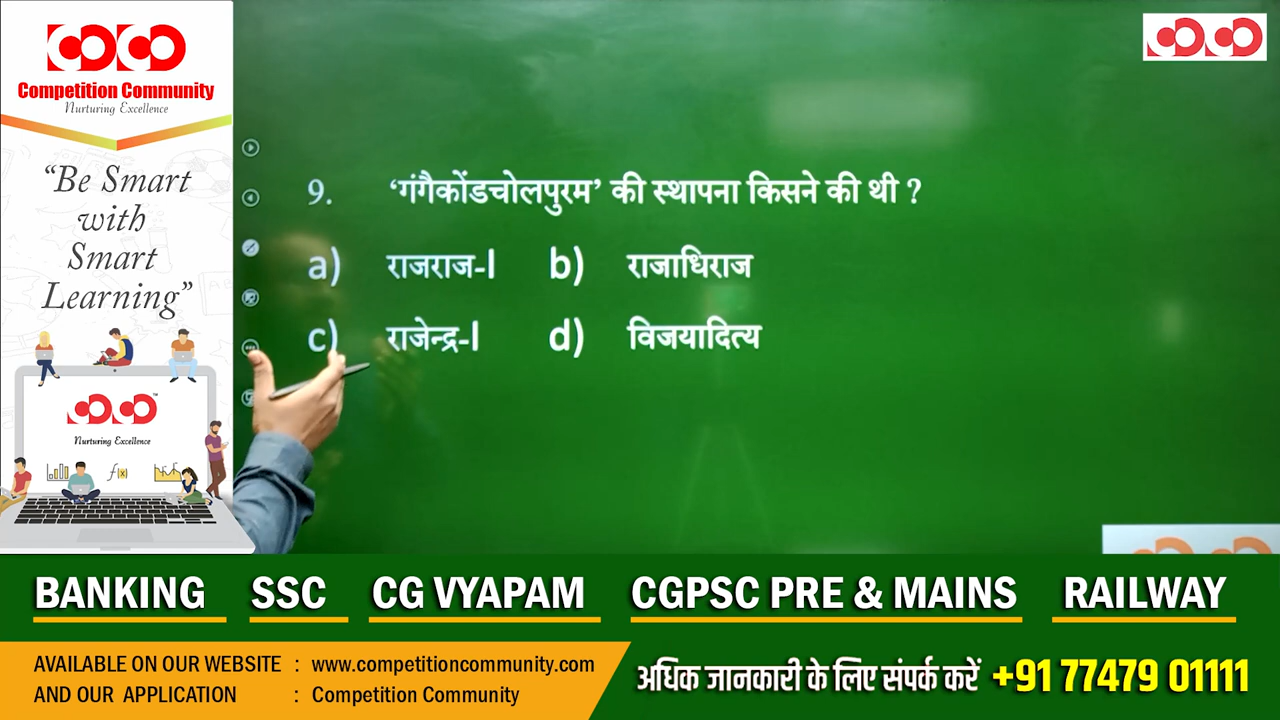 Competition Community
Nurturing Excellence
“Be Smart
with
Smart
Learning”
TM
Nurturing Excellence
f(x)
9. ‘गंगैकोंडचोलपुरम’ की स्थापना किसने की थी ?
a) राजराज-I b) राजाधिराज
c) राजेन्द्र-I d) विजयादित्य
BANKING SSC CG VYAPAM CGPSC PRE & MAINS RAILWAY
AVAILABLE ON OUR WEBSITE : www.competitioncommunity.com
AND OUR APPLICATION : Competition Community
अधिक जानकारी के लिए संपर्क करें +91 77479 01111